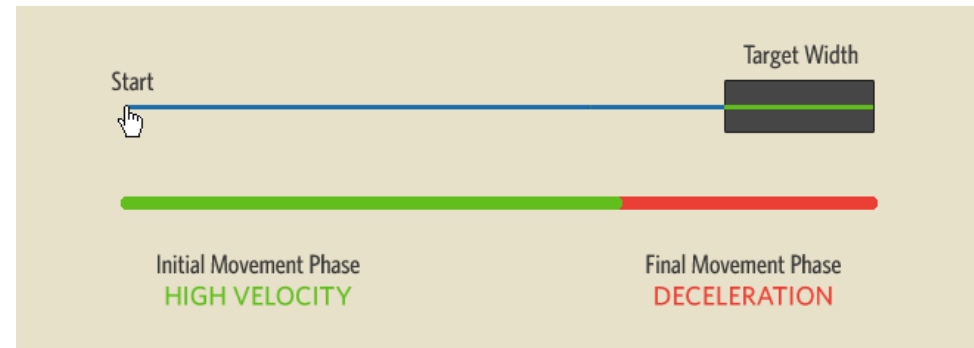 Target Width
Start
Initial Movement Phase
HIGH VELOCITY
Final Movement Phase
DECELERATION